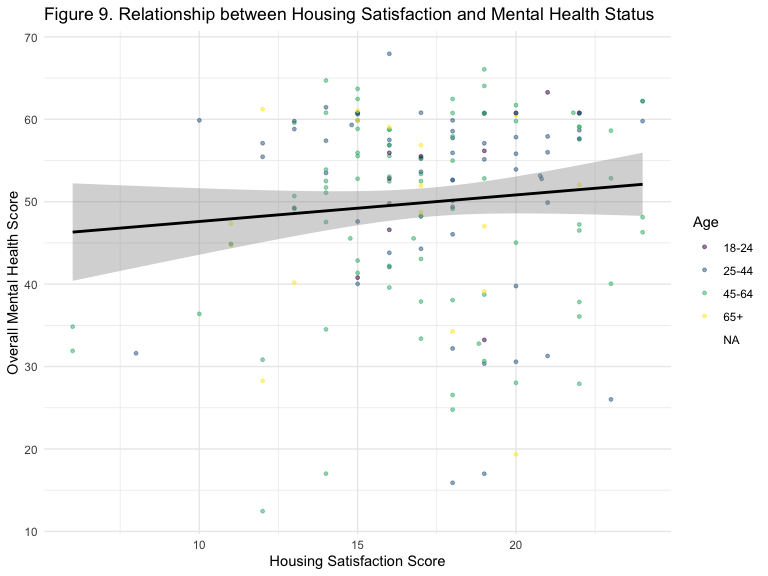 Figure 9. Relationship between Housing Satisfaction and Mental Health Status
70
60
50
40
30
20
10
Overall Mental Health Score
10
15
20
Housing Satisfaction Score
Age
18-24
25-44
45-64
65+
NA